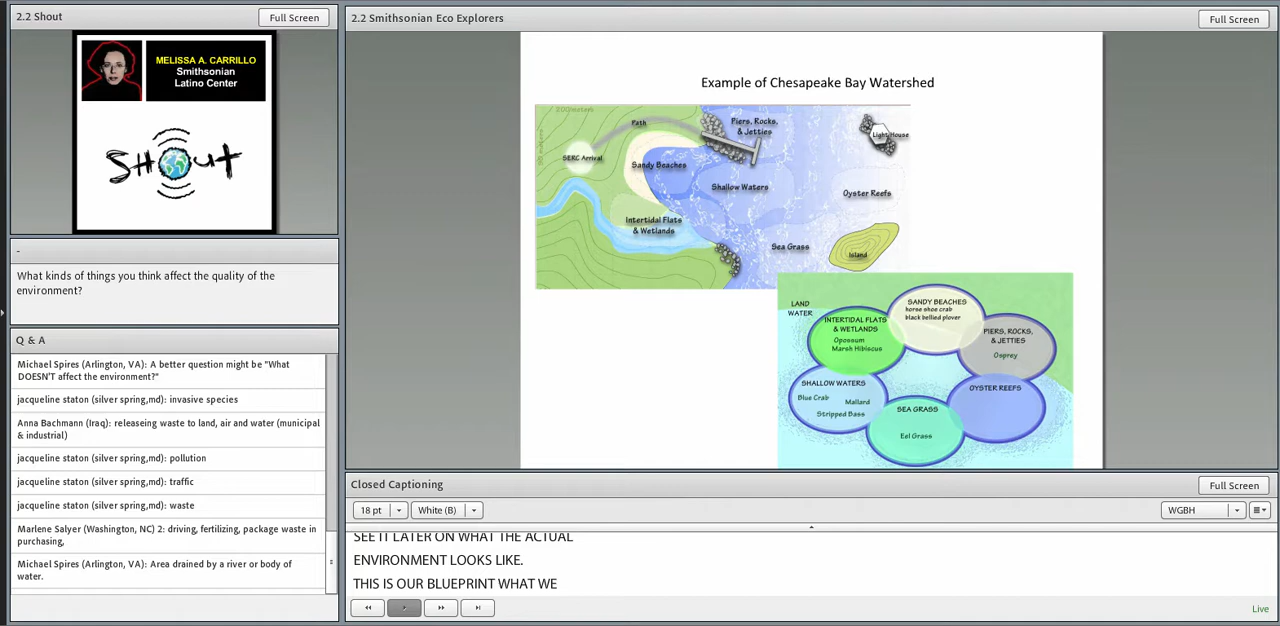 2.2 Shout
Full Screen
MELISSA A. CARRILLO
Smithsonian
Latino Center
SHOUT
-
What kinds of things you think affect the quality of the
environment?
Q & A
Michael Spires (Arlington, VA): A better question might be "What
DOESN'T affect the environment?"
jacqueline staton (silver spring,md): invasive species
Anna Bachmann (Iraq): releaseing waste to land, air and water (municipal
& industrial)
jacqueline staton (silver spring,md): pollution
jacqueline staton (silver spring,md): traffic
jacqueline staton (silver spring,md): waste
Marlene Salyer (Washington, NC) 2: driving, fertilizing, package waste in
purchasing,
Michael Spires (Arlington, VA): Area drained by a river or body of
water.
2.2 Smithsonian Eco Explorers
Full Screen
Example of Chesapeake Bay Watershed
Path
Piers, Rocks,
& Jetties
Light House
SERC Arrival
Sandy Beaches
Shallow Waters
Oyster Reefs
Intertidal Flats
& Wetlands
Sea Grass
Island
LAND
WATER
SANDY BEACHES
horse shoe crab
black bellied plover
INTERTIDAL FLATS
& WETLANDS
Opossum
Marsh Hibiscus
PIERS, ROCKS,
& JETTIES
Osprey
SHALLOW WATERS
Blue Crab
Mallard
Stripped Bass
OYSTER REEFS
SEA GRASS
Eel Grass
Closed Captioning
Full Screen
18 pt
White (B)
WGBH
SEE IT LATER ON WHAT THE ACTUAL
ENVIRONMENT LOOKS LIKE.
THIS IS OUR BLUEPRINT WHAT WE
Live